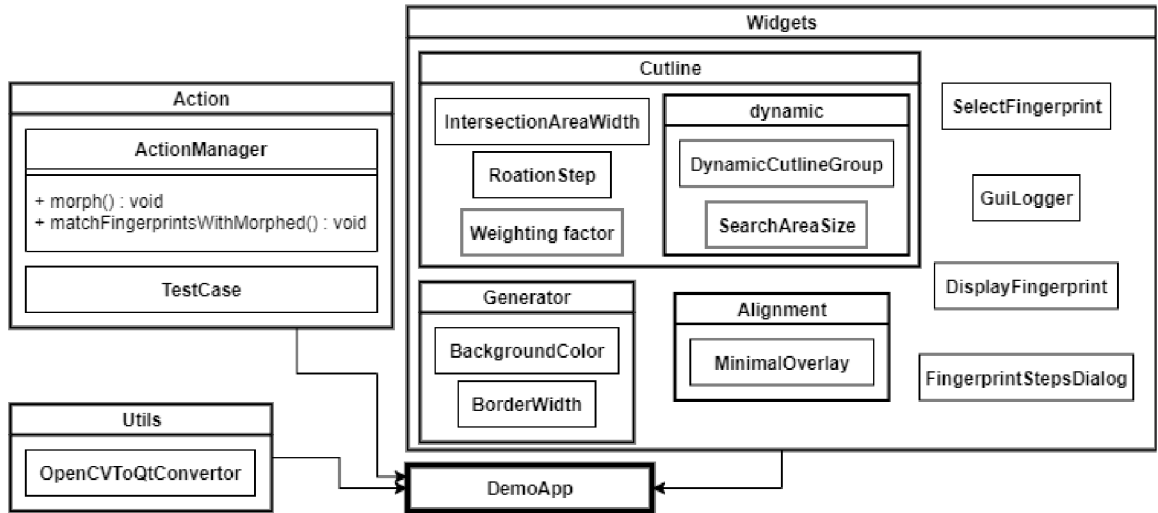 Action
ActionManager
+ morph() : void
+ matchFingerprintsWithMorphed() : void
TestCase
Utils
OpenCVToQtConvertor
Widgets
Cutline
IntersectionAreaWidth
RoationStep
Weighting factor
dynamic
DynamicCutlineGroup
SearchAreaSize
Generator
BackgroundColor
BorderWidth
Alignment
MinimalOverlay
SelectFingerprint
GuiLogger
DisplayFingerprint
FingerprintStepsDialog
DemoApp